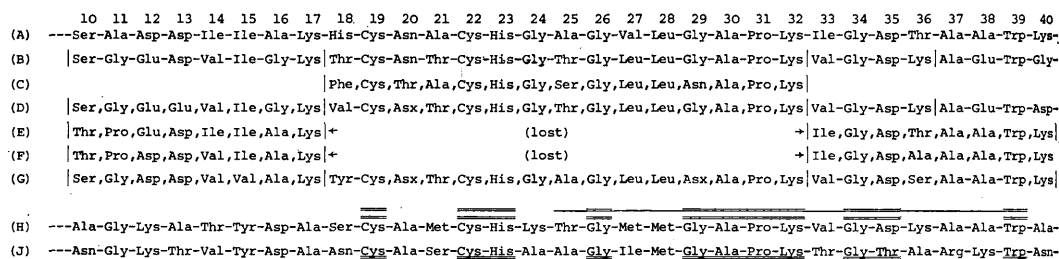 10 11 12 13 14 15 16 17 18 19 20 21 22 23 24 25 26 27 28 29 30 31 32 33 34 35 36 37 38 39 40
(A) ---Ser-Ala-Asp-Asp-Ile-Ile-Ala-Lys-His-Cys-Asn-Ala-Cys-His-Gly-Ala-Gly-Val-Leu-Gly-Ala-Pro-Lys-Ile-Gly-Asp-Thr-Ala-Ala-Trp-Lys-
(B) |Ser-Gly-Glu-Asp-Val-Ile-Gly-Lys|Thr-Cys-Asn-Thr-Cys-His-Gly-Thr-Gly-Leu-Leu-Gly-Ala-Pro-Lys|Val-Gly-Asp-Lys|Ala-Glu-Trp-Gly-
(C) |Phe,Cys,Thr,Ala,Cys,His,Gly,Ser,Gly,Leu,Leu,Asn,Ala,Pro,Lys|
(D) |Ser,Gly,Glu,Glu,Val,Ile,Gly,Lys|Val-Cys,Asx,Thr,Cys,His,Gly,Thr,Gly,Leu,Leu,Gly,Ala,Pro,Lys|Val-Gly-Asp-Lys|Ala-Glu-Trp-Asp-
(E) |Thr,Pro,Glu,Asp,Ile,Ile,Ala,Lys|← (lost) →|Ile,Gly,Asp,Thr,Ala,Ala,Trp,Lys|
(F) |Thr,Pro,Asp,Asp,Val,Ile,Ala,Lys|← (lost) →|Ile,Gly,Asp,Ala,Ala,Ala,Trp,Lys
(G) |Ser,Gly,Asp,Asp,Val,Val,Ala,Lys|Tyr-Cys,Asx,Thr,Cys,His,Gly,Ala,Gly,Leu,Leu,Asx,Ala,Pro,Lys|Val-Gly-Asp,Ser,Ala-Ala-Trp,Lys|
(H) ---Ala-Gly-Lys-Ala-Thr-Tyr-Asp-Ala-Ser-Cys-Ala-Met-Cys-His-Lys-Thr-Gly-Met-Met-Gly-Ala-Pro-Lys-Val-Gly-Asp-Lys-Ala-Ala-Trp-Ala-
(J) ---Asn-Gly-Lys-Thr-Val-Tyr-Asp-Ala-Asn-Cys-Ala-Ser-Cys-His-Ala-Ala-Gly-Ile-Met-Gly-Ala-Pro-Lys-Thr-Gly-Thr-Ala-Arg-Lys-Trp-Asn